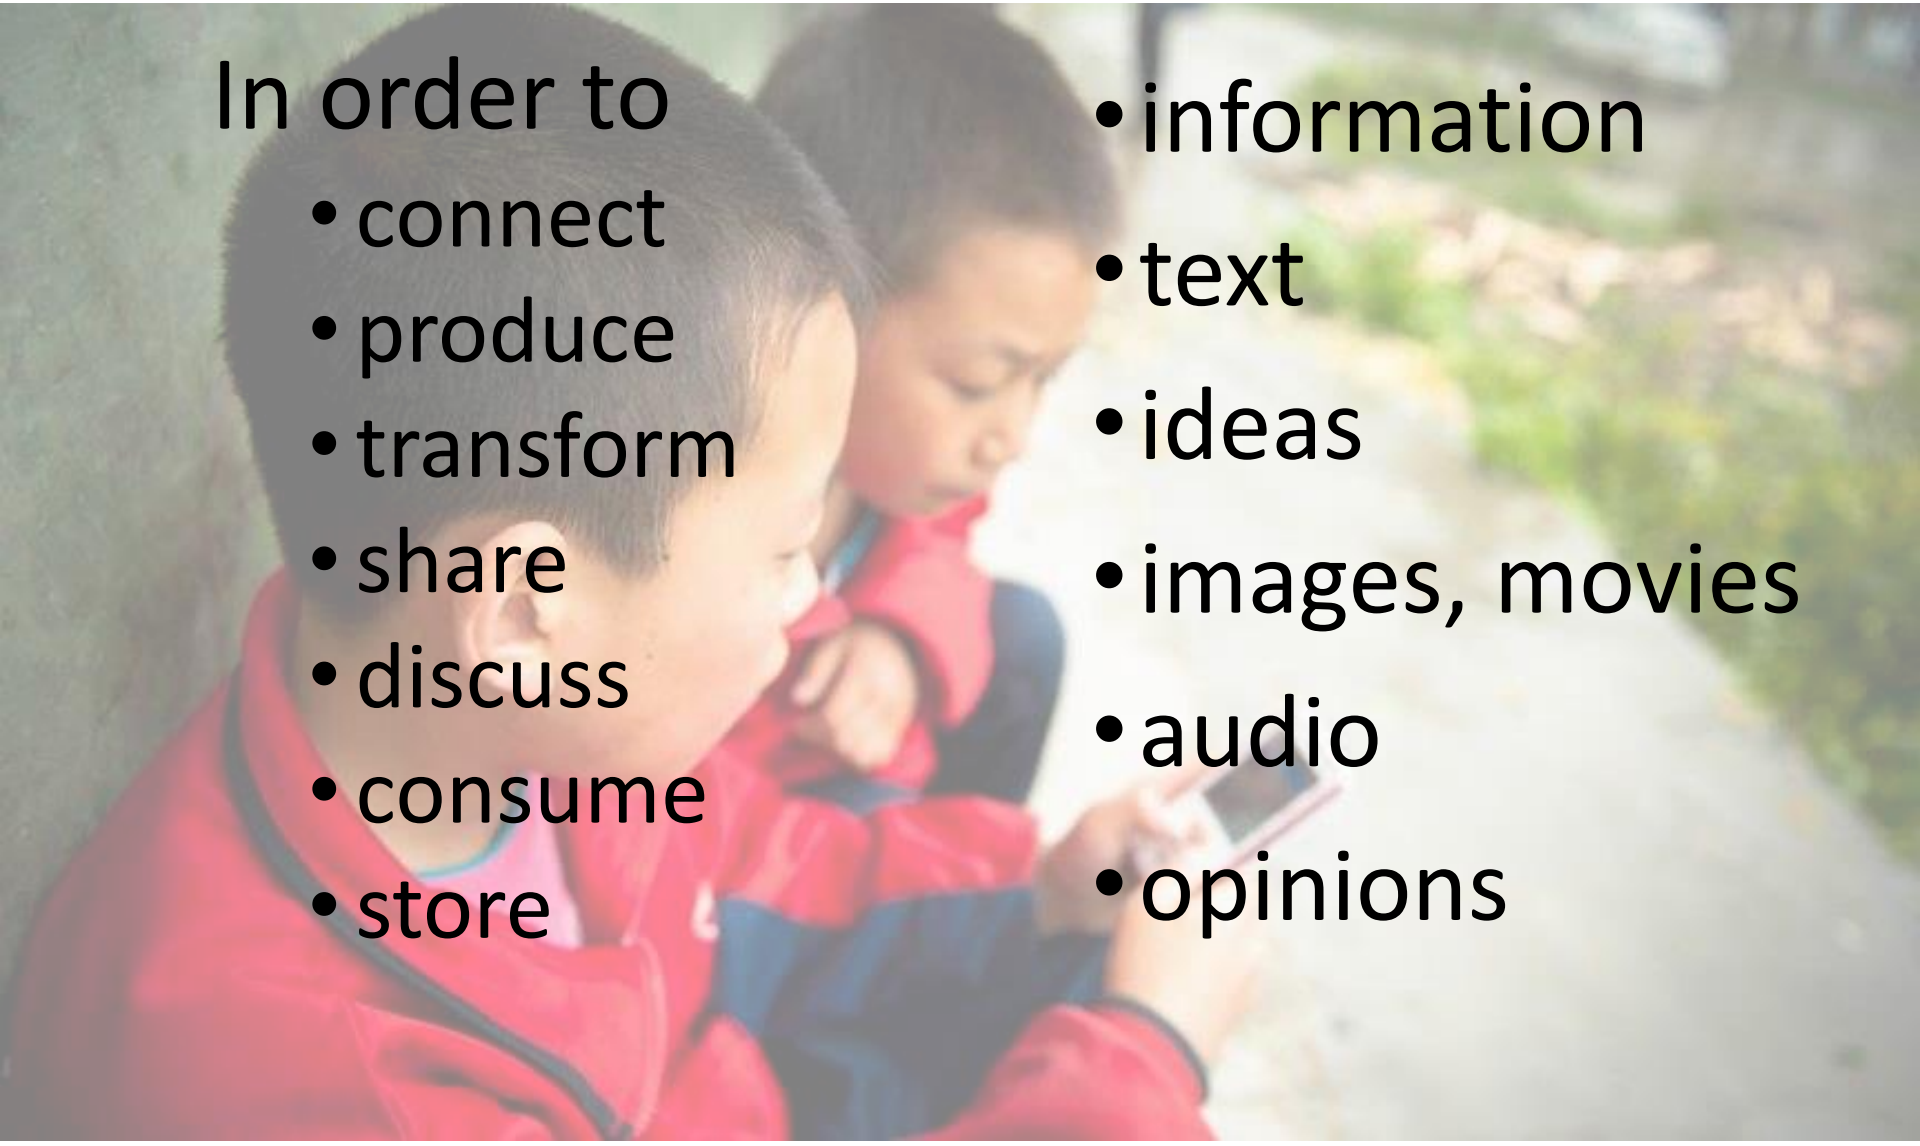 In order to
• connect
• produce
• transform
• share
• discuss
• consume
• store
• information
• text
• ideas
• images, movies
• audio
• opinions